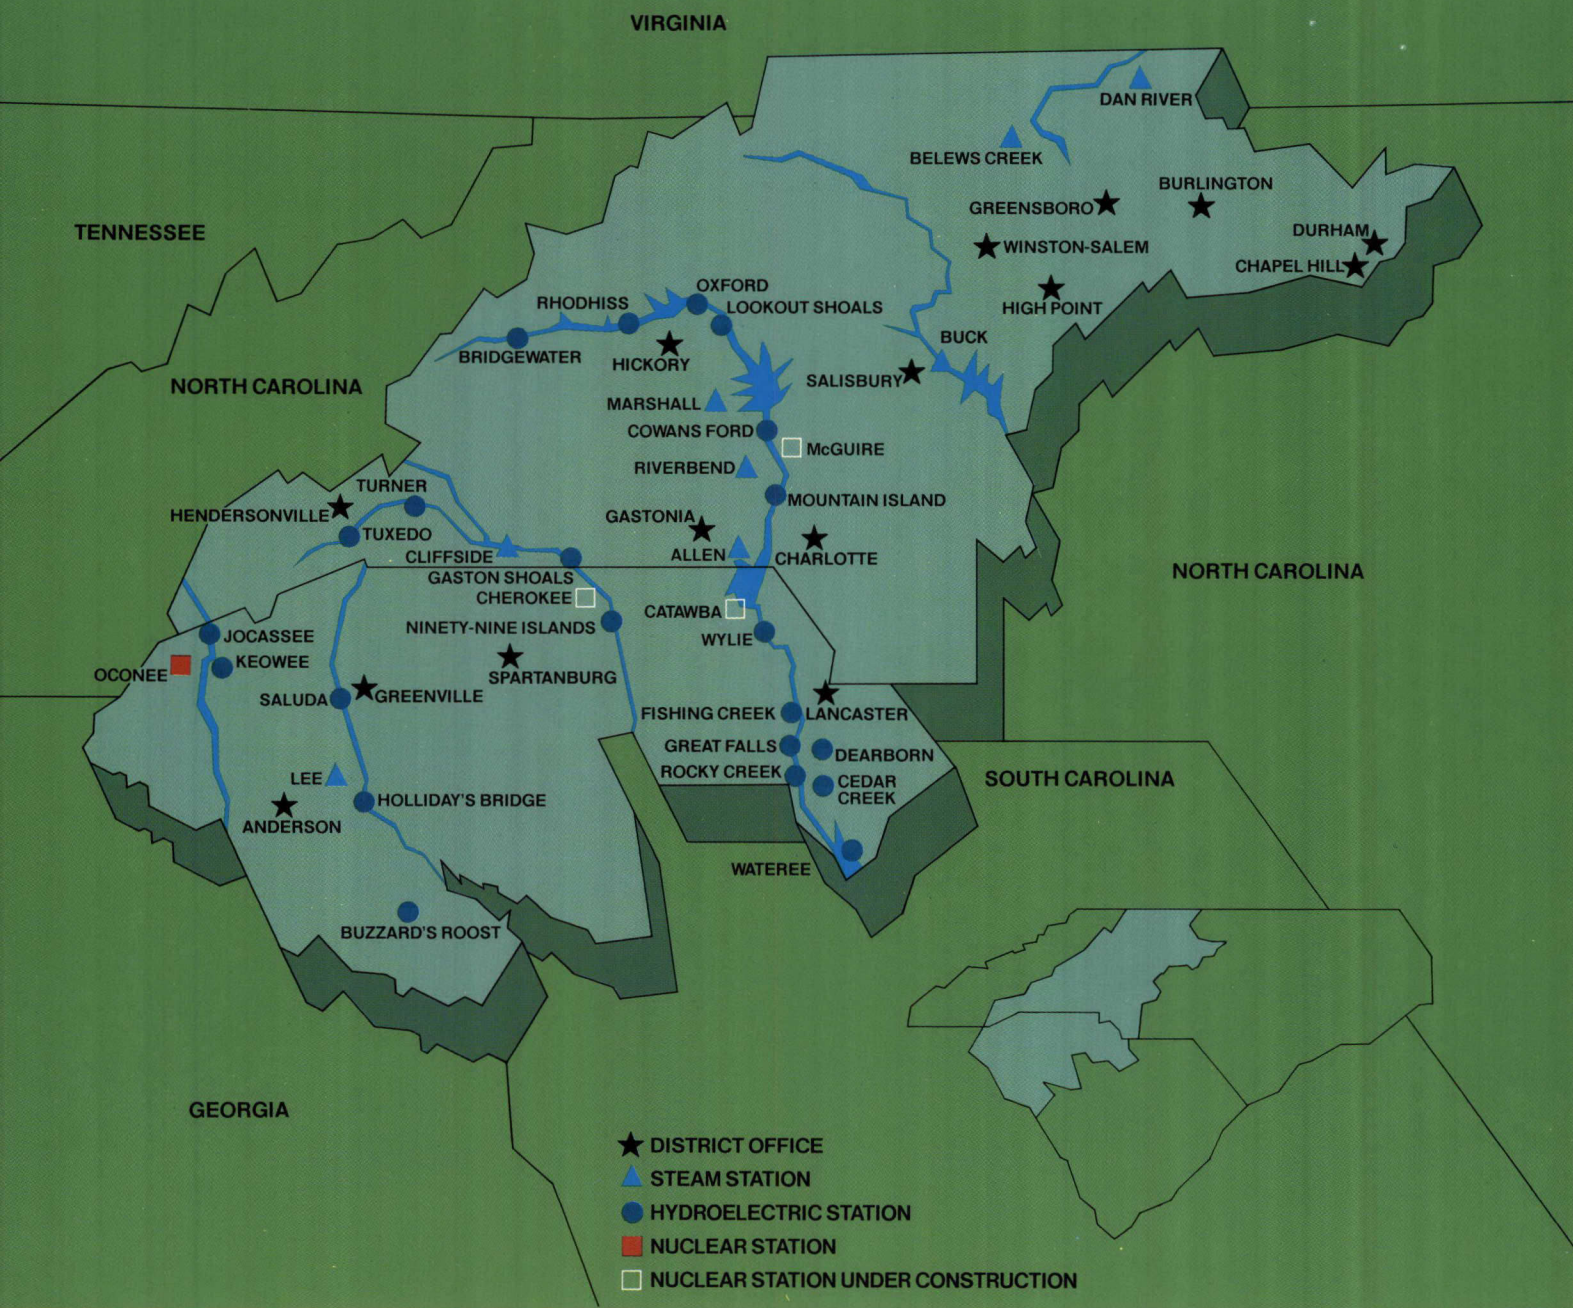 VIRGINIA
DAN RIVER
BELEWS CREEK
TENNESSEE
BURLINGTON
GREENSBORO
DURHAM
WINSTON-SALEM
CHAPEL HILL
HIGH POINT
OXFORD
RHODHISS
LOOKOUT SHOALS
BUCK
BRIDGEWATER
HICKORY
SALISBURY
NORTH CAROLINA
MARSHALL
COWANS FORD
McGUIRE
RIVERBEND
TURNER
MOUNTAIN ISLAND
HENDERSONVILLE
GASTONIA
TUXEDO
CLIFFSIDE
ALLEN
CHARLOTTE
NORTH CAROLINA
GASTON SHOALS
CHEROKEE
CATAWBA
NINETY-NINE ISLANDS
JOCASSEE
WYLIE
KEOWEE
OCONEE
SPARTANBURG
SALUDA
GREENVILLE
FISHING CREEK
LANCASTER
GREAT FALLS
DEARBORN
ROCKY CREEK
LEE
SOUTH CAROLINA
CEDAR
CREEK
HOLLIDAY'S BRIDGE
ANDERSON
WATEREE
BUZZARD'S ROOST
GEORGIA
DISTRICT OFFICE
STEAM STATION
HYDROELECTRIC STATION
NUCLEAR STATION
NUCLEAR STATION UNDER CONSTRUCTION